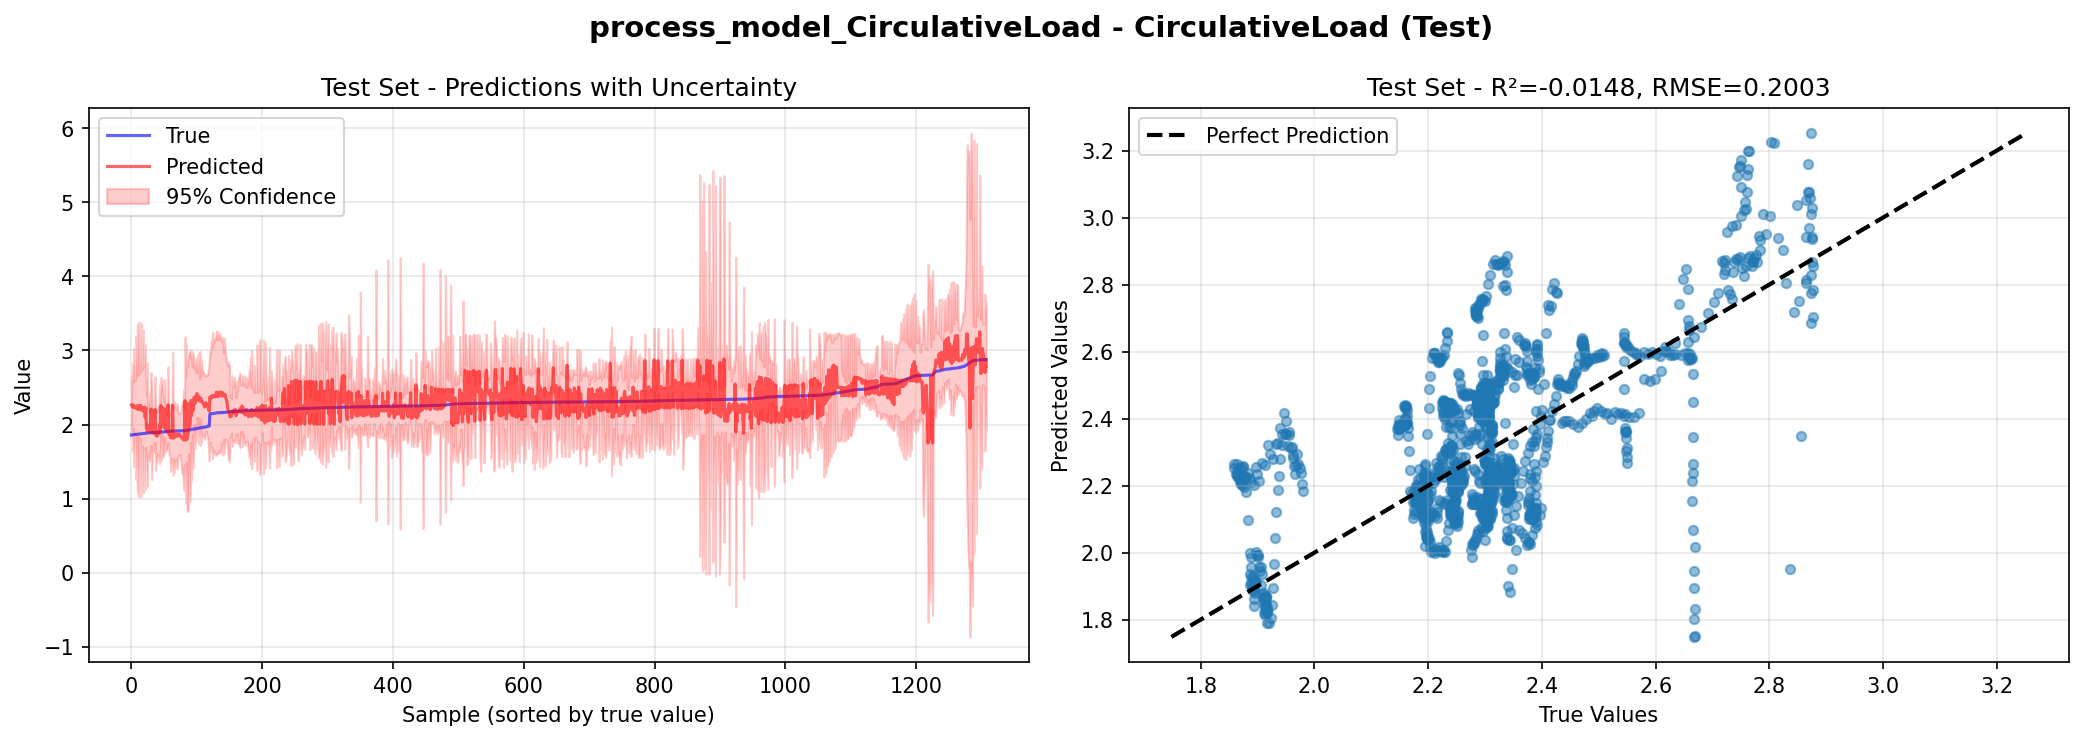 process_model_CirculativeLoad - CirculativeLoad (Test)
Test Set - Predictions with Uncertainty
True
Predicted
95% Confidence
6
5
4
3
2
1
0
−1
Value
0
200
400
600
800
1000
1200
Sample (sorted by true value)
Test Set - R²=-0.0148, RMSE=0.2003
Perfect Prediction
3.2
3.0
2.8
2.6
2.4
2.2
2.0
1.8
Predicted Values
1.8
2.0
2.2
2.4
2.6
2.8
3.0
3.2
True Values